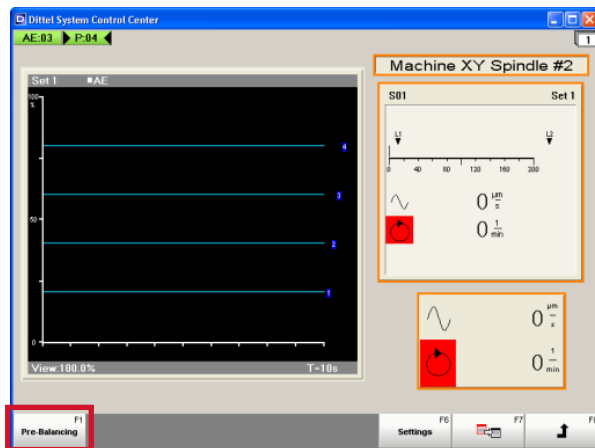 Dittel System Control Center
AE:03 P:04
1
Machine XY Spindle #2
Set 1 AE
S01 Set 1
100
%
4
L1 L2
3
0 40 80 120 160 200
50
2
0 µm/s
0 1/min
1
0
View:100.0% T=10s
0 µm/s
0 1/min
F1
Pre-Balancing
F6
Settings
F7